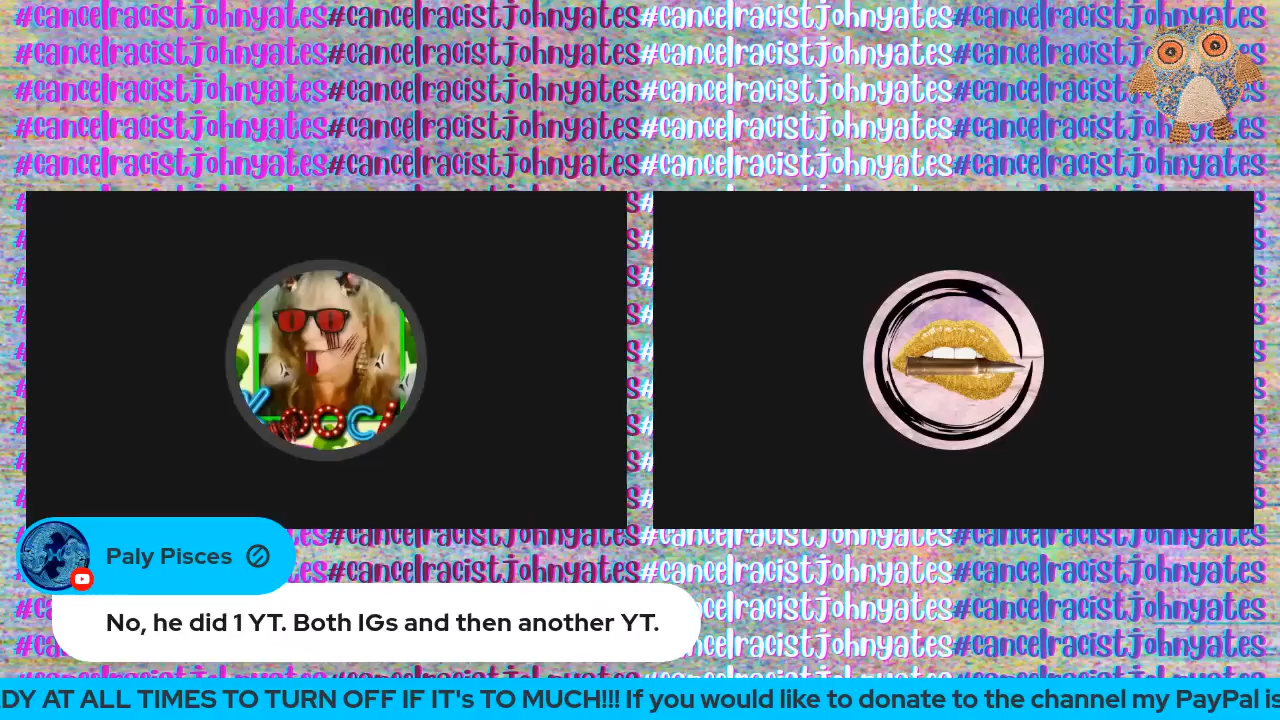 #cancelracistjohnyates#cancelracistjohnyates#cancelracistjohnyates#cancelracistjohnyates
#cancelracistjohnyates#cancelracistjohnyates#cancelracistjohnyates#cancelracistjohnyates
#cancelracistjohnyates#cancelracistjohnyates#cancelracistjohnyates#cancelracistjohnyates
#cancelracistjohnyates#cancelracistjohnyates#cancelracistjohnyates#cancelracistjohnyates
#cancelracistjohnyates#cancelracistjohnyates#cancelracistjohnyates#cancelracistjohnyates
Paly Pisces
#cancelracistjohnyates#cancelracistjohnyates#cancelracistjohnyates
No, he did 1 YT. Both IGs and then another YT.
DY AT ALL TIMES TO TURN OFF IF IT's TO MUCH!!! If you would like to donate to the channel my PayPal is